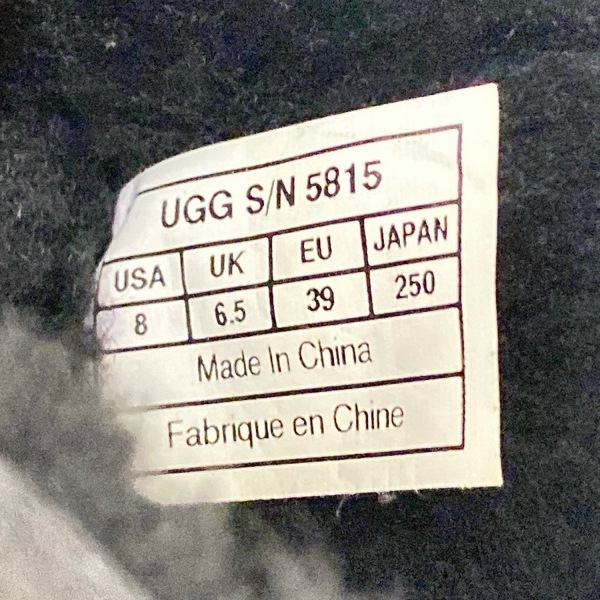 UGG S/N 5815
USA UK EU JAPAN
8 6.5 39 250
Made In China
Fabrique en Chine